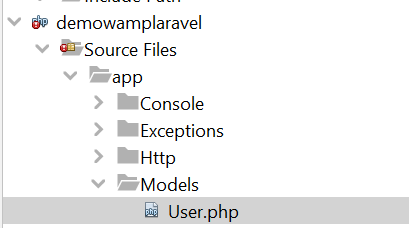 Include Path
demowamplaravel
Source Files
app
Console
Exceptions
Http
Models
User.php